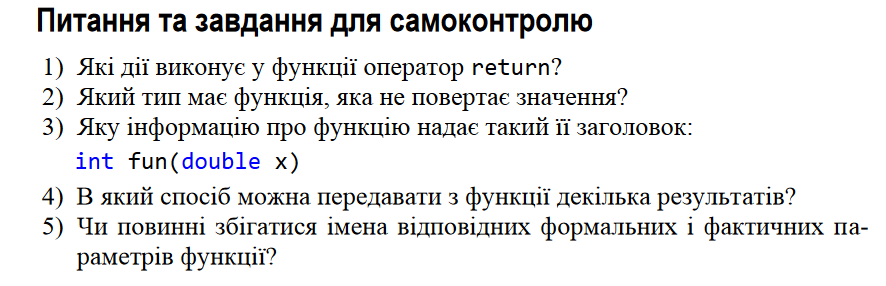 Питання та завдання для самоконтролю
1) Які дії виконує у функції оператор return?
2) Який тип має функція, яка не повертає значення?
3) Яку інформацію про функцію надає такий її заголовок:
int fun(double x)
4) В який спосіб можна передавати з функції декілька результатів?
5) Чи повинні збігатися імена відповідних формальних і фактичних па-
раметрів функції?